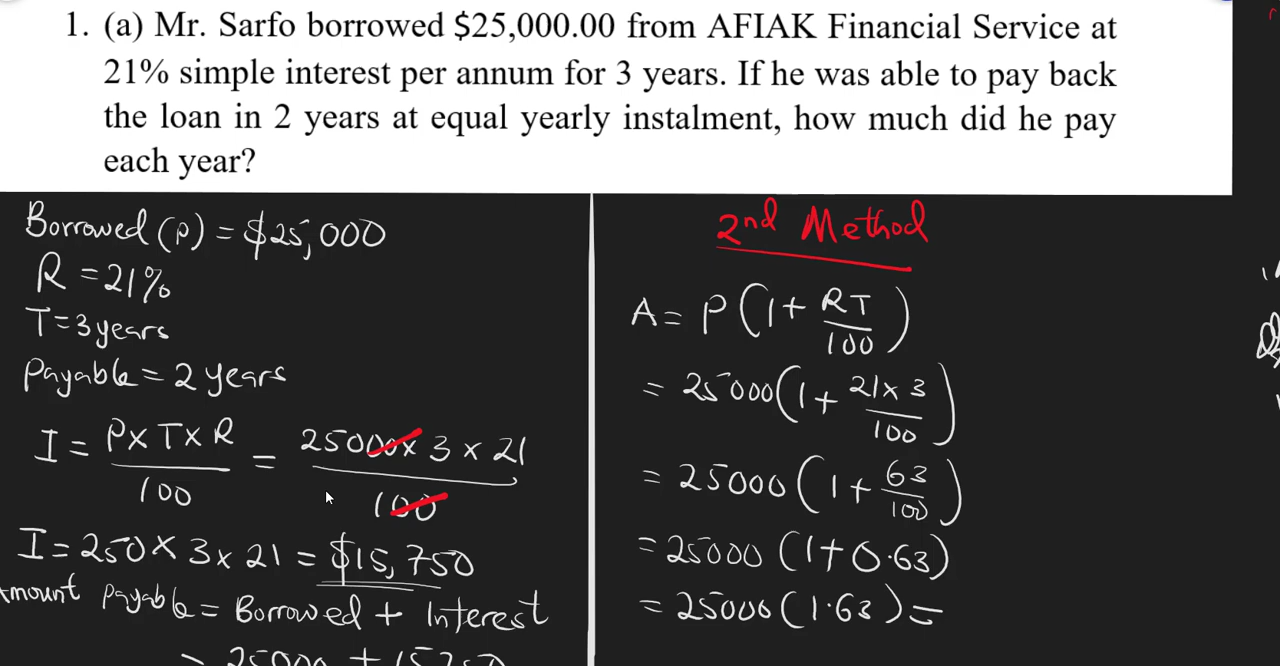 1. (a) Mr. Sarfo borrowed $25,000.00 from AFIAK Financial Service at
21% simple interest per annum for 3 years. If he was able to pay back
the loan in 2 years at equal yearly instalment, how much did he pay
each year?
Borrowed (P) = $25,000
R = 21%
T = 3 years
Payable = 2 years
I = P x T x R / 100 = 25000 x 3 x 21 / 100
I = 250 x 3 x 21 = $15,750
Amount Payable = Borrowed + Interest
= 25000 + 15750
2nd Method
A = P (1 + RT / 100)
= 25000 (1 + 21 x 3 / 100)
= 25000 (1 + 63 / 100)
= 25000 (1 + 0.63)
= 25000 (1.63) =